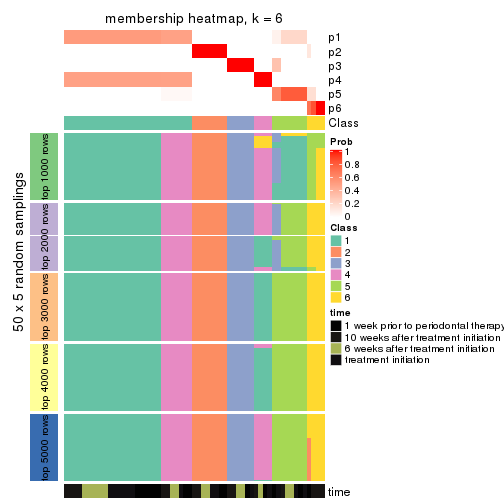 membership heatmap, k = 6
p1
p2
p3
p4
p5
p6
Class
50 x 5 random samplings
top 1000 rows
top 2000 rows
top 3000 rows
top 4000 rows
top 5000 rows
Prob
1
0.8
0.6
0.4
0.2
0
Class
1
2
3
4
5
6
time
1 week prior to periodontal therapy
10 weeks after treatment initiation
6 weeks after treatment initiation
treatment initiation
time